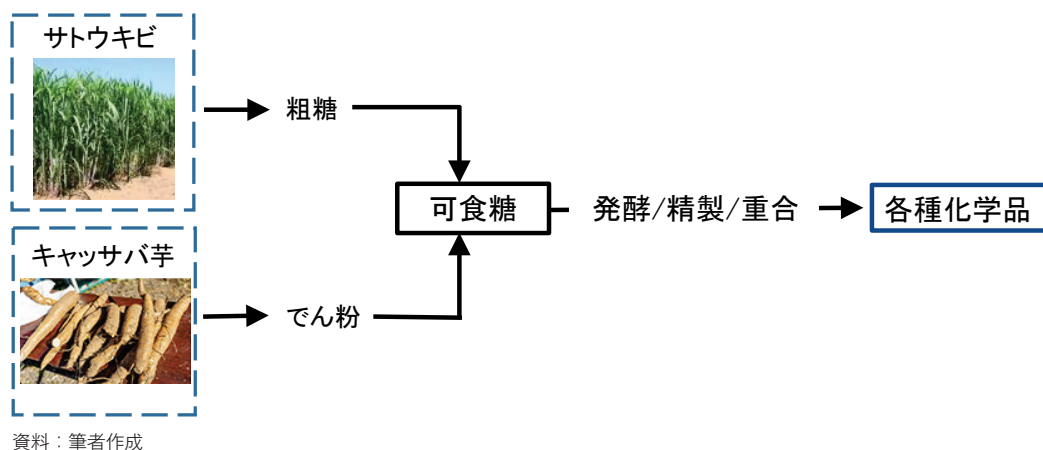 サトウキビ
粗糖
可食糖
発酵/精製/重合
各種化学品
キャッサバ芋
でん粉
資料：筆者作成